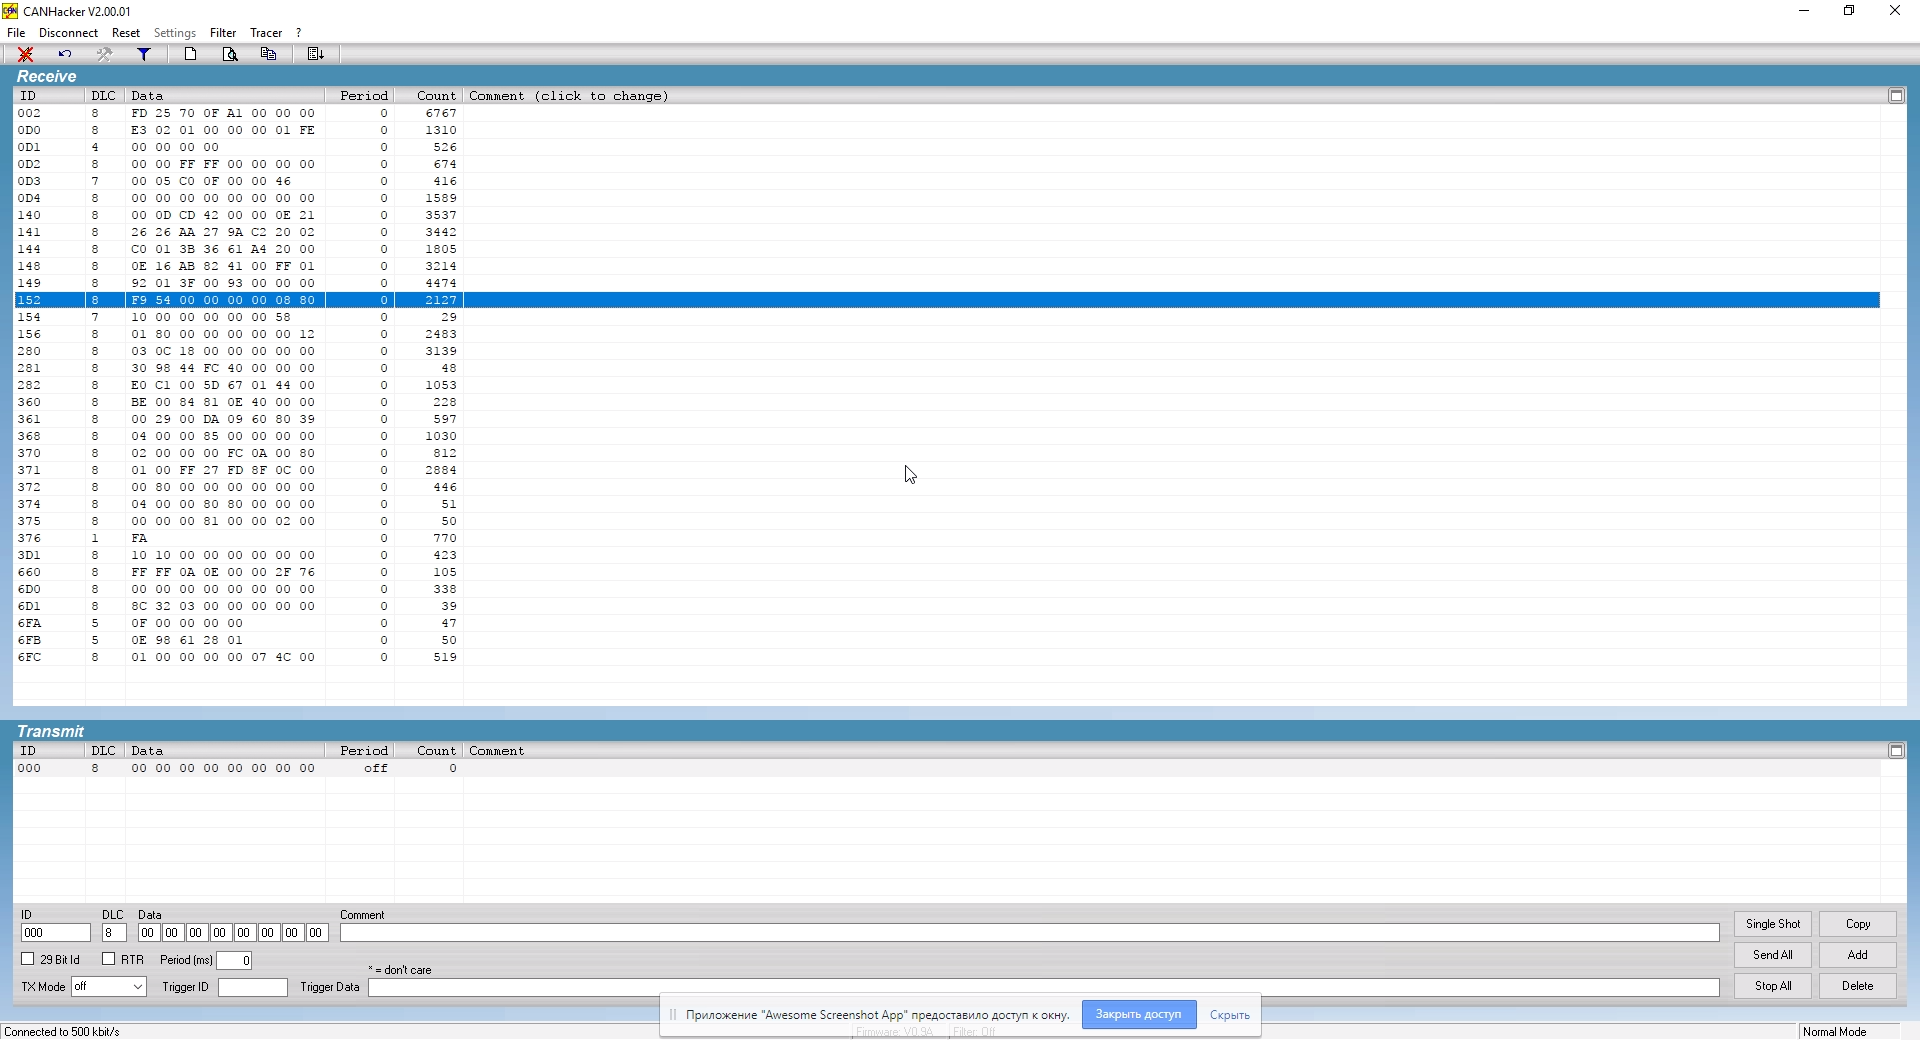 CANHacker V2.00.01
File Disconnect Reset Settings Filter Tracer ?
Receive
ID DLC Data Period Count Comment (click to change)
002 8 FD 25 70 0F A1 00 00 00 0 6767
0D0 8 E3 02 01 00 00 00 01 FE 0 1310
0D1 4 00 00 00 00 0 526
0D2 8 00 00 FF FF 00 00 00 00 0 674
0D3 7 00 05 C0 0F 00 00 46 0 416
0D4 8 00 00 00 00 00 00 00 00 0 1589
140 8 00 0D CD 42 00 00 0E 21 0 3537
141 8 26 26 AA 27 9A C2 20 02 0 3442
144 8 C0 01 3B 36 61 A4 20 00 0 1805
148 8 0E 16 AB 82 41 00 FF 01 0 3214
149 8 92 01 3F 00 93 00 00 00 0 4474
152 8 F9 54 00 00 00 00 08 80 0 2127
154 7 10 00 00 00 00 00 58 0 29
156 8 01 80 00 00 00 00 00 12 0 2483
280 8 03 0C 18 00 00 00 00 00 0 3139
281 8 30 98 44 FC 40 00 00 00 0 48
282 8 E0 C1 00 5D 67 01 44 00 0 1053
360 8 BE 00 84 81 0E 40 00 00 0 228
361 8 00 29 00 DA 09 60 80 39 0 597
368 8 04 00 00 85 00 00 00 00 0 1030
370 8 02 00 00 00 FC 0A 00 80 0 812
371 8 01 00 FF 27 FD 8F 0C 00 0 2884
372 8 00 80 00 00 00 00 00 00 0 446
374 8 04 00 00 80 80 00 00 00 0 51
375 8 00 00 00 81 00 00 02 00 0 50
376 1 FA 0 770
3D1 8 10 10 00 00 00 00 00 00 0 423
660 8 FF FF 0A 0E 00 00 2F 76 0 105
6D0 8 00 00 00 00 00 00 00 00 0 338
6D1 8 8C 32 03 00 00 00 00 00 0 39
6FA 5 0F 00 00 00 00 0 47
6FB 5 0E 98 61 28 01 0 50
6FC 8 01 00 00 00 00 07 4C 00 0 519
Transmit
ID DLC Data Period Count Comment
000 8 00 00 00 00 00 00 00 00 off 0
ID DLC Data Comment
000 8 00 00 00 00 00 00 00 00 Single Shot Copy
29 Bit Id RTR Period (ms) 0 Send All Add
* = don't care
TX Mode off Trigger ID Trigger Data Stop All Delete
Приложение "Awesome Screenshot App" предоставило доступ к окну. Закрыть доступ Скрыть
Connected to 500 kbit/s Firmware: V0.9A Filter: Off Normal Mode